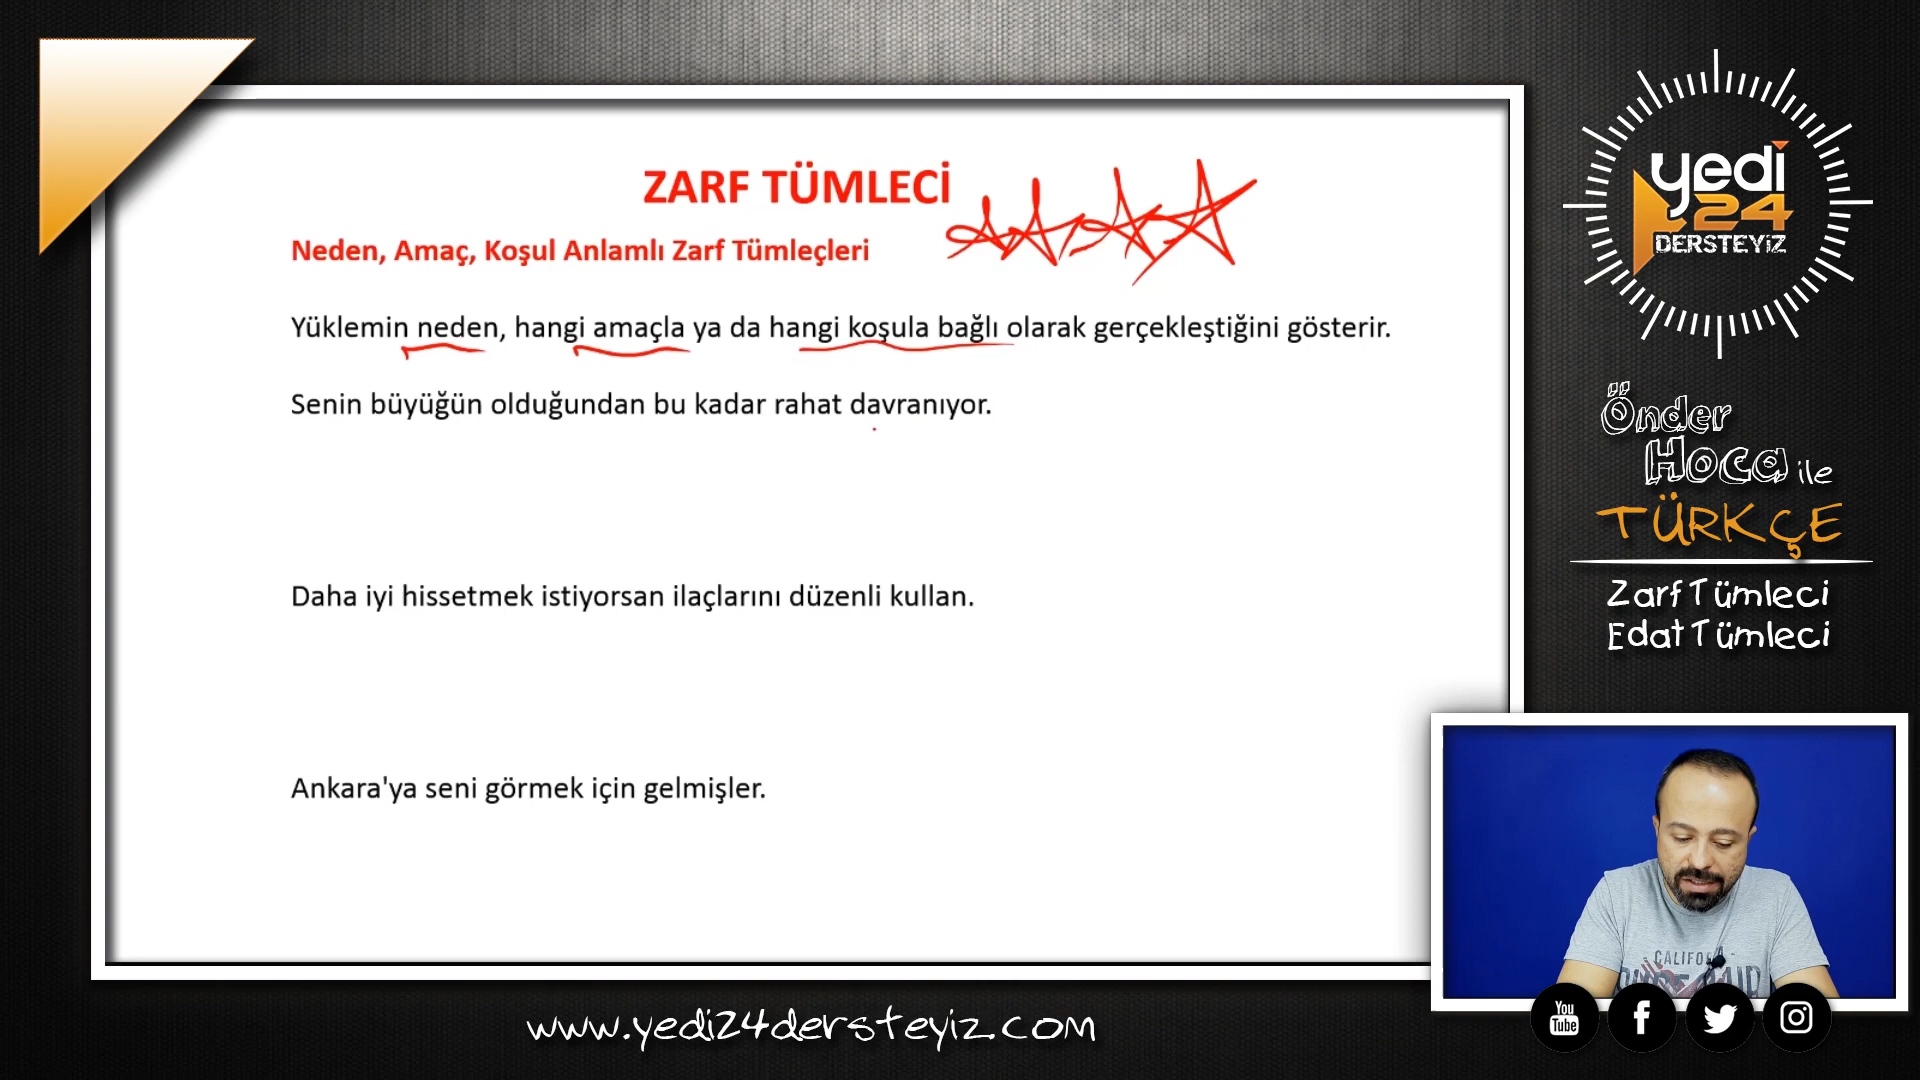 ZARF TÜMLECİ
Neden, Amaç, Koşul Anlamlı Zarf Tümleçleri
Yüklemin neden, hangi amaçla ya da hangi koşula bağlı olarak gerçekleştiğini gösterir.
Senin büyüğün olduğundan bu kadar rahat davranıyor.
Daha iyi hissetmek istiyorsan ilaçlarını düzenli kullan.
Ankara'ya seni görmek için gelmişler.
yedi
24
DERSTEYİZ
Önder
Hoca ile
TÜRKÇE
Zarf Tümleci
Edat Tümleci
CALIFO
You
Tube
www.yedi24dersteyiz.com